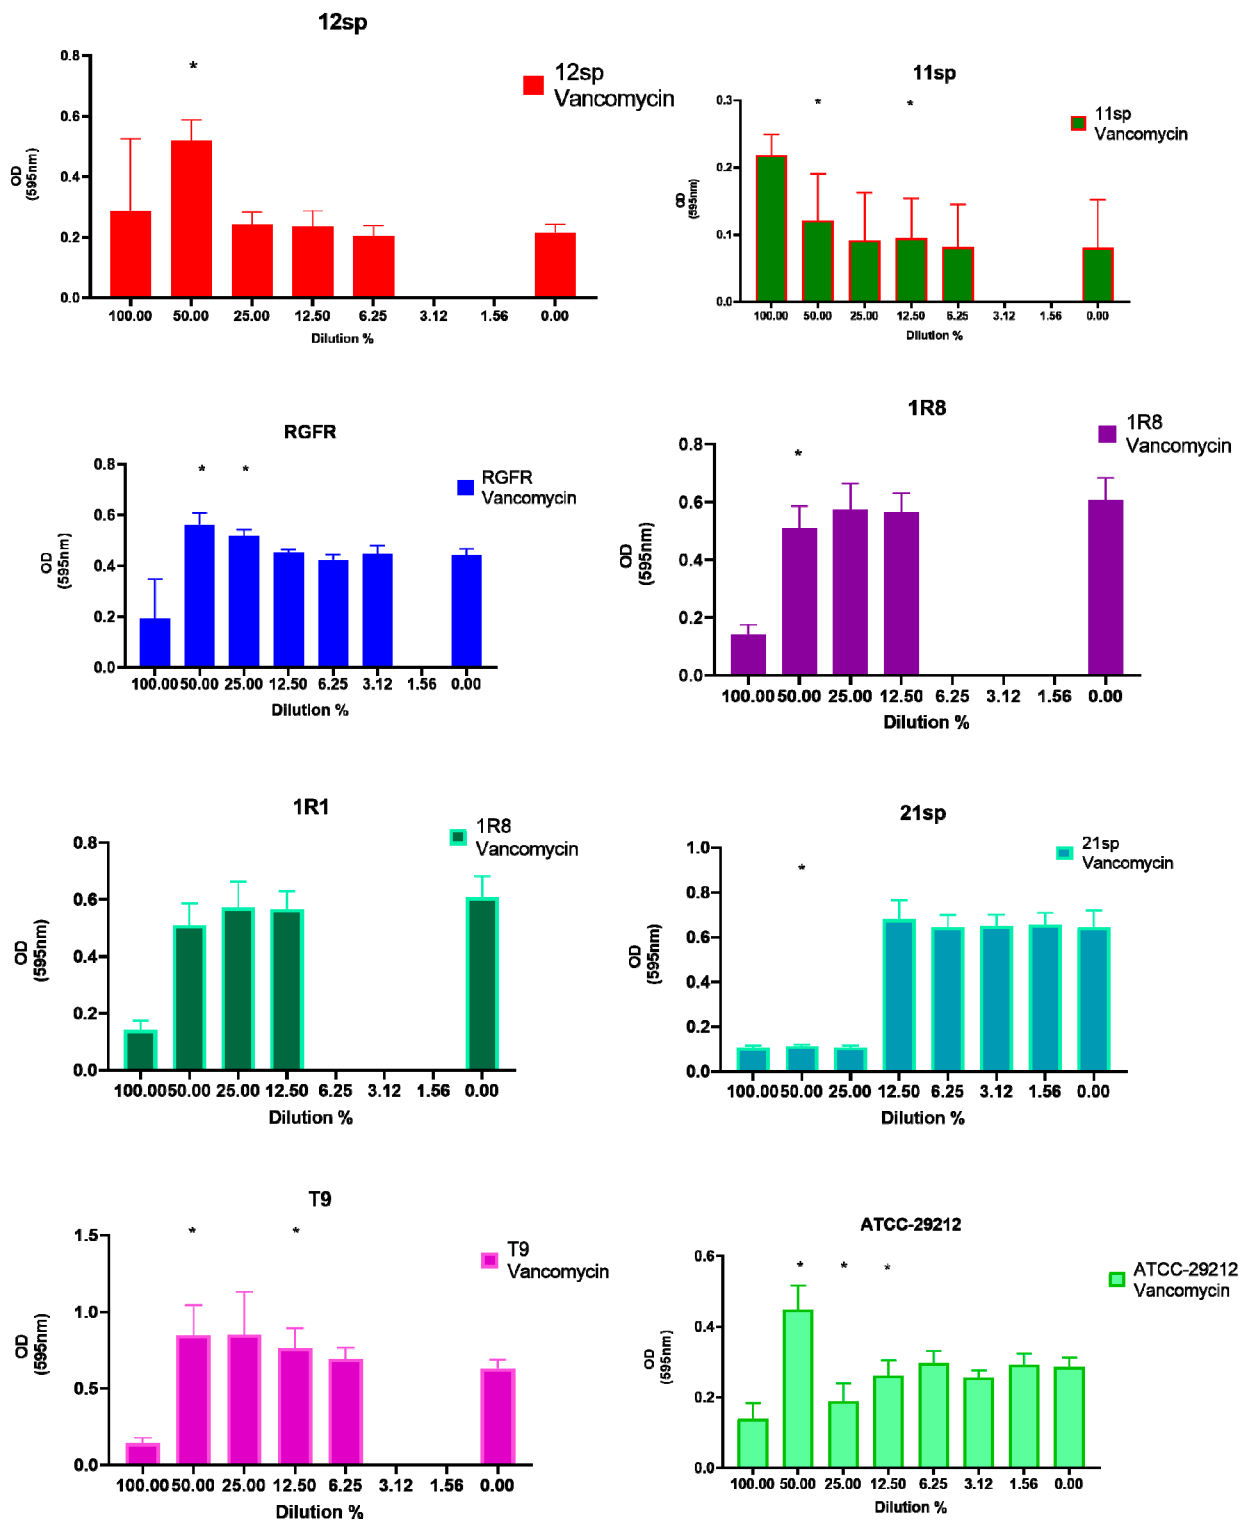 12sp
*
12sp
Vancomycin
0.8
0.6
0.4
0.2
0.0
OD
(595nm)
100.00 50.00 25.00 12.50 6.25 3.12 1.56 0.00
Dilution %
11sp
* *
11sp
Vancomycin
0.3
0.2
0.1
0.0
OD
(595nm)
100.00 50.00 25.00 12.50 6.25 3.12 1.56 0.00
Dilution %
RGFR
* *
RGFR
Vancomycin
0.8
0.6
0.4
0.2
0.0
OD
(595nm)
100.00 50.00 25.00 12.50 6.25 3.12 1.56 0.00
Dilution %
1R8
*
1R8
Vancomycin
0.8
0.6
0.4
0.2
0.0
OD
(595nm)
100.00 50.00 25.00 12.50 6.25 3.12 1.56 0.00
Dilution %
1R1
1R8
Vancomycin
0.8
0.6
0.4
0.2
0.0
OD
(595nm)
100.00 50.00 25.00 12.50 6.25 3.12 1.56 0.00
Dilution %
21sp
*
21sp
Vancomycin
1.0
0.8
0.6
0.4
0.2
0.0
OD
(595nm)
100.00 50.00 25.00 12.50 6.25 3.12 1.56 0.00
Dilution %
T9
* *
T9
Vancomycin
1.5
1.0
0.5
0.0
OD
(595nm)
100.00 50.00 25.00 12.50 6.25 3.12 1.56 0.00
Dilution %
ATCC-29212
* * *
ATCC-29212
Vancomycin
0.6
0.4
0.2
0.0
OD
(595nm)
100.00 50.00 25.00 12.50 6.25 3.12 1.56 0.00
Dilution %